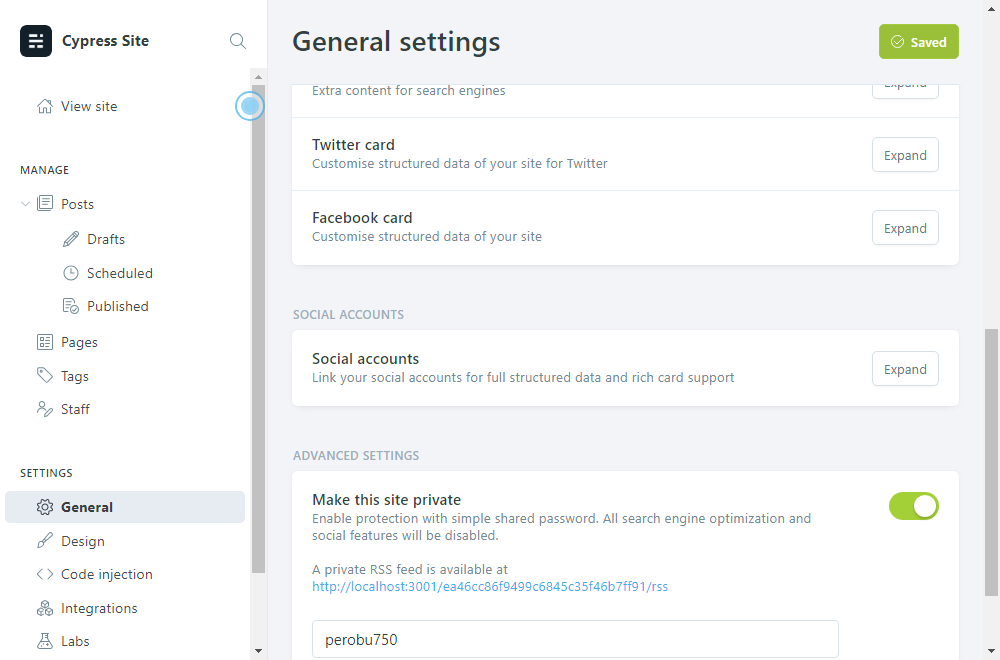 Cypress Site
View site
MANAGE
Posts
Drafts
Scheduled
Published
Pages
Tags
Staff
SETTINGS
General
Design
Code injection
Integrations
Labs
General settings
Saved
Extra content for search engines
Expand
Twitter card
Customise structured data of your site for Twitter
Expand
Facebook card
Customise structured data of your site
Expand
SOCIAL ACCOUNTS
Social accounts
Link your social accounts for full structured data and rich card support
Expand
ADVANCED SETTINGS
Make this site private
Enable protection with simple shared password. All search engine optimization and
social features will be disabled.
A private RSS feed is available at
http://localhost:3001/ea46cc86f9499c6845c35f46b7ff91/rss
perobu750